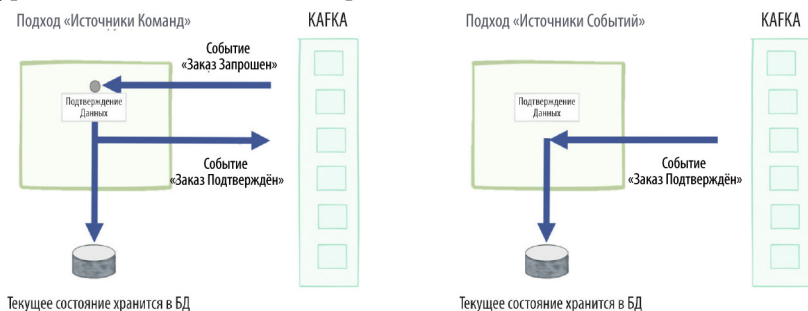 Подход «Источники Команд»
KAFKA
Событие
«Заказ Запрошен»
Подтверждение
Данных
Событие
«Заказ Подтверждён»
Текущее состояние хранится в БД
Подход «Источники Событий»
KAFKA
Подтверждение
Данных
Событие
«Заказ Подтверждён»
Текущее состояние хранится в БД